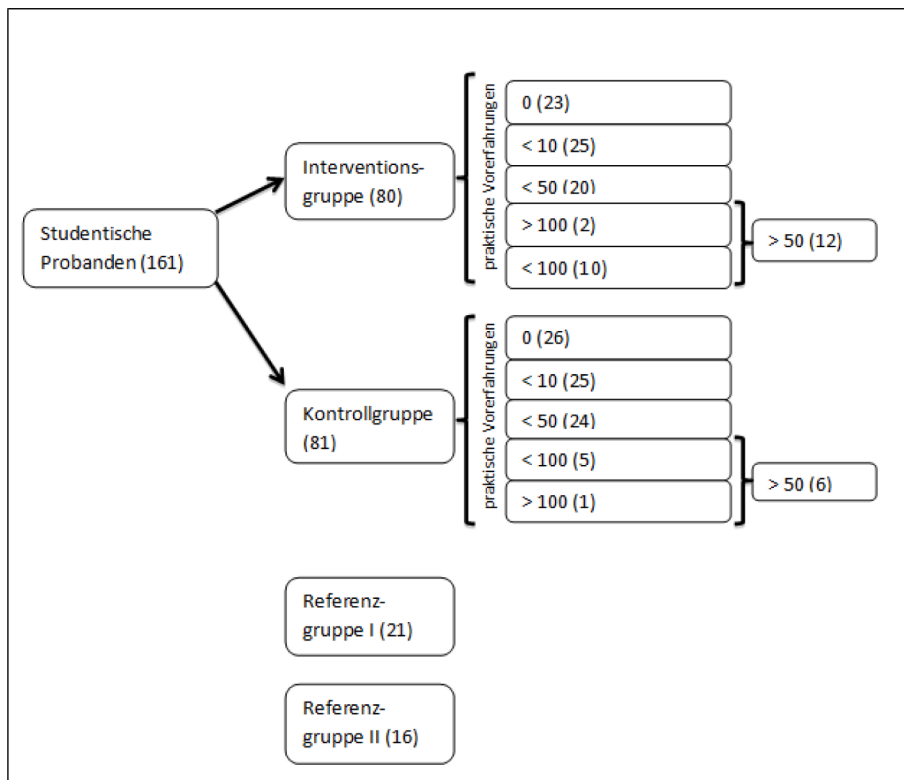 Studentische
Probanden (161)
Interventions-
gruppe (80)
praktische Vorerfahrungen
0 (23)
< 10 (25)
< 50 (20)
> 100 (2)
< 100 (10)
> 50 (12)
Kontrollgruppe
(81)
praktische Vorerfahrungen
0 (26)
< 10 (25)
< 50 (24)
< 100 (5)
> 100 (1)
> 50 (6)
Referenz-
gruppe I (21)
Referenz-
gruppe II (16)